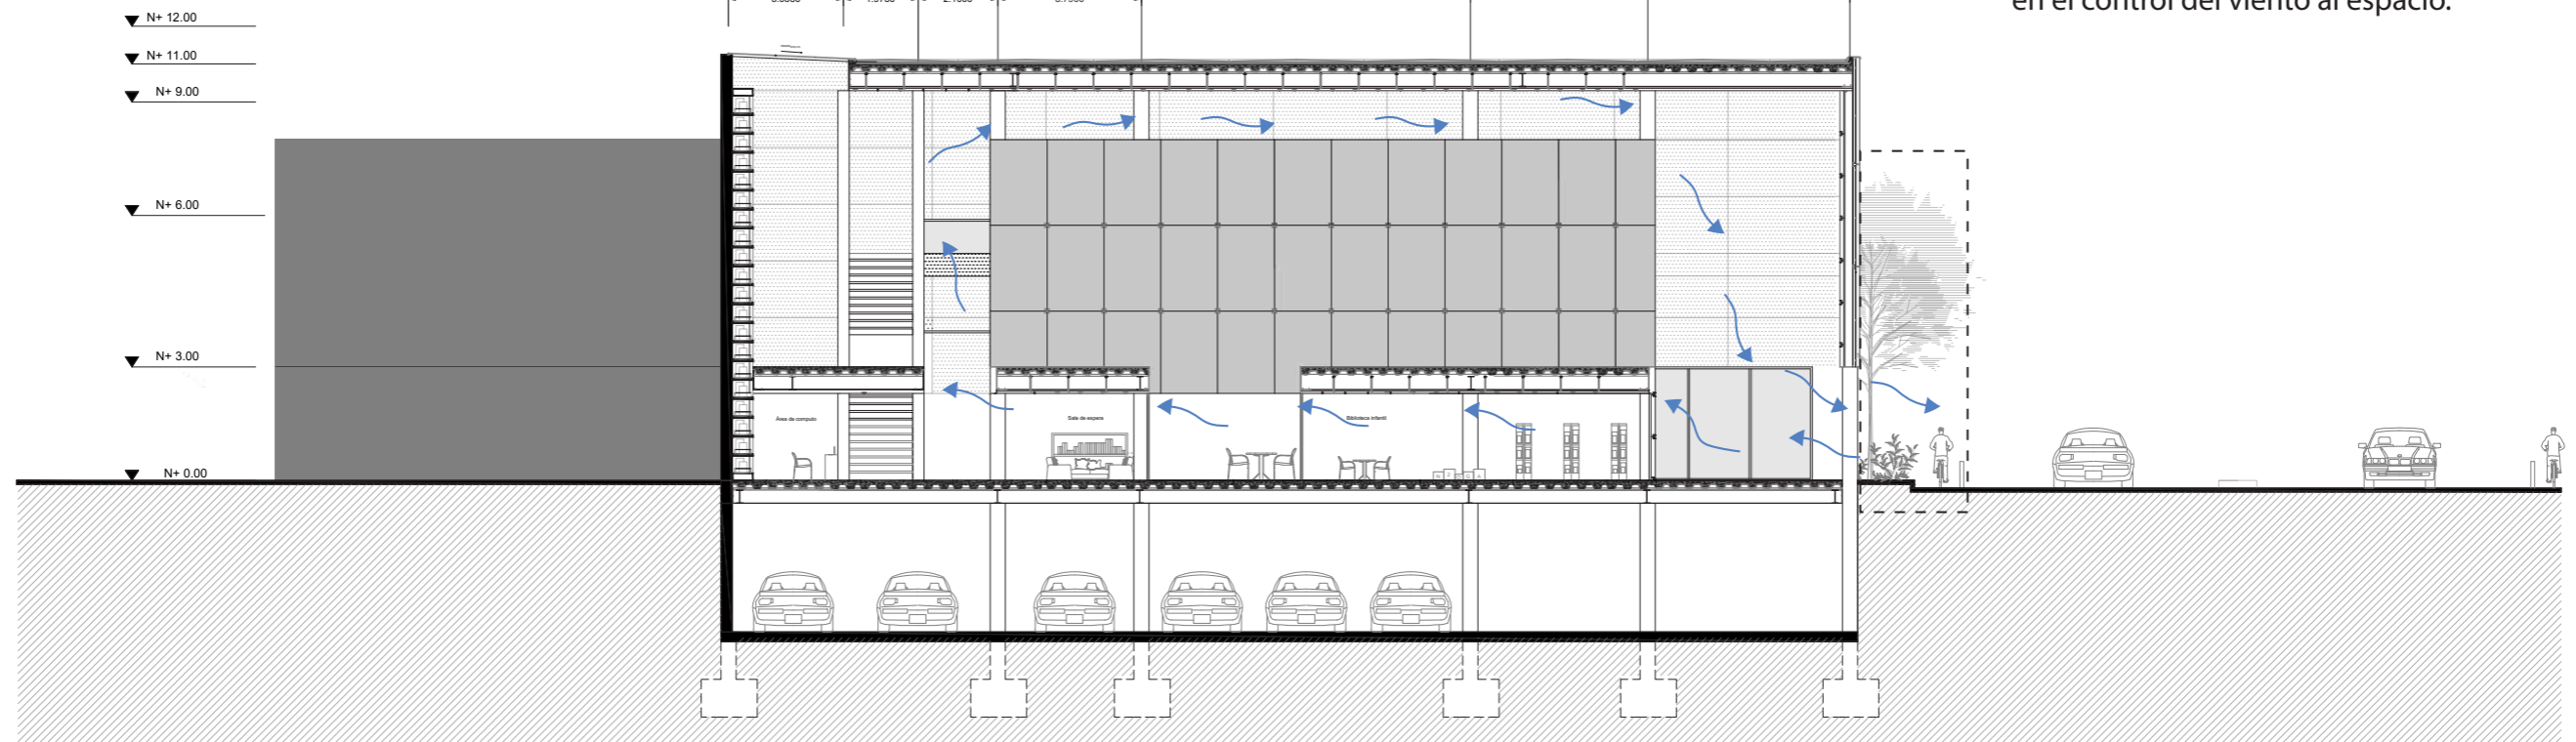 en el control del viento al espacio.
N+ 12.00
N+ 11.00
N+ 9.00
N+ 6.00
N+ 3.00
N+ 0.00
Área de computo
Sala de espera
Biblioteca infantil